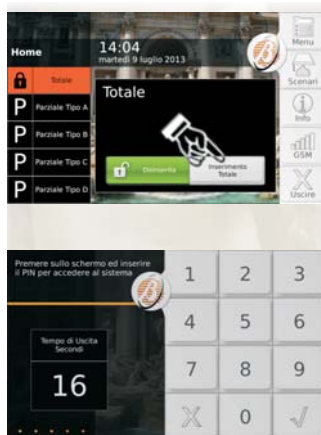 Home
14:04
martedì 9 luglio 2013
Menu
Scenari
Info
GSM
Uscire
Totale
P Parziale Tipo A
P Parziale Tipo B
P Parziale Tipo C
P Parziale Tipo D
Totale
Disinserita
Inserimento
Totale
Premere sullo schermo ed inserire
il PIN per accedere al sistema
Tempo di Uscita
Secondi
16
1 2 3
4 5 6
7 8 9
X 0